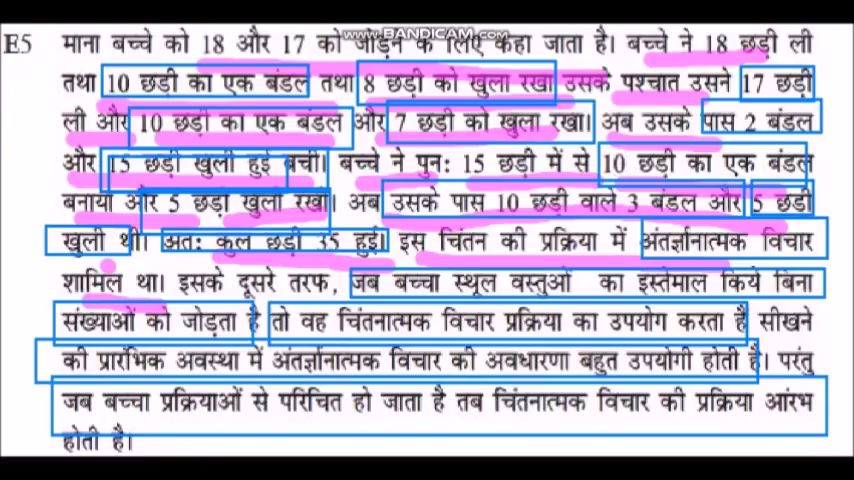 WWW.BANDICAM.COM
E5 माना बच्चे को 18 और 17 को जोड़ने के लिए कहा जाता है। बच्चे ने 18 छड़ी ली
तथा 10 छड़ी का एक बंडल तथा 8 छड़ी को खुला रखा उसके पश्चात उसने 17 छड़ी
ली और 10 छड़ी का एक बंडल और 7 छड़ी को खुला रखा। अब उसके पास 2 बंडल
और 15 छड़ी खुली हुई बची। बच्चे ने पुन: 15 छड़ी में से 10 छड़ी का एक बंडल
बनाया और 5 छड़ी खुला रखा। अब उसके पास 10 छड़ी वाले 3 बंडल और 5 छड़ी
खुली थी। अत: कुल छड़ी 35 हुई। इस चिंतन की प्रक्रिया में अंतर्ज्ञानात्मक विचार
शामिल था। इसके दूसरे तरफ, जब बच्चा स्थूल वस्तुओं का इस्तेमाल किये बिना
संख्याओं को जोड़ता है तो वह चिंतनात्मक विचार प्रक्रिया का उपयोग करता है सीखने
की प्रारंभिक अवस्था में अंतर्ज्ञानात्मक विचार की अवधारणा बहुत उपयोगी होती है। परंतु
जब बच्चा प्रक्रियाओं से परिचित हो जाता है तब चिंतनात्मक विचार की प्रक्रिया आंरभ
होती है।